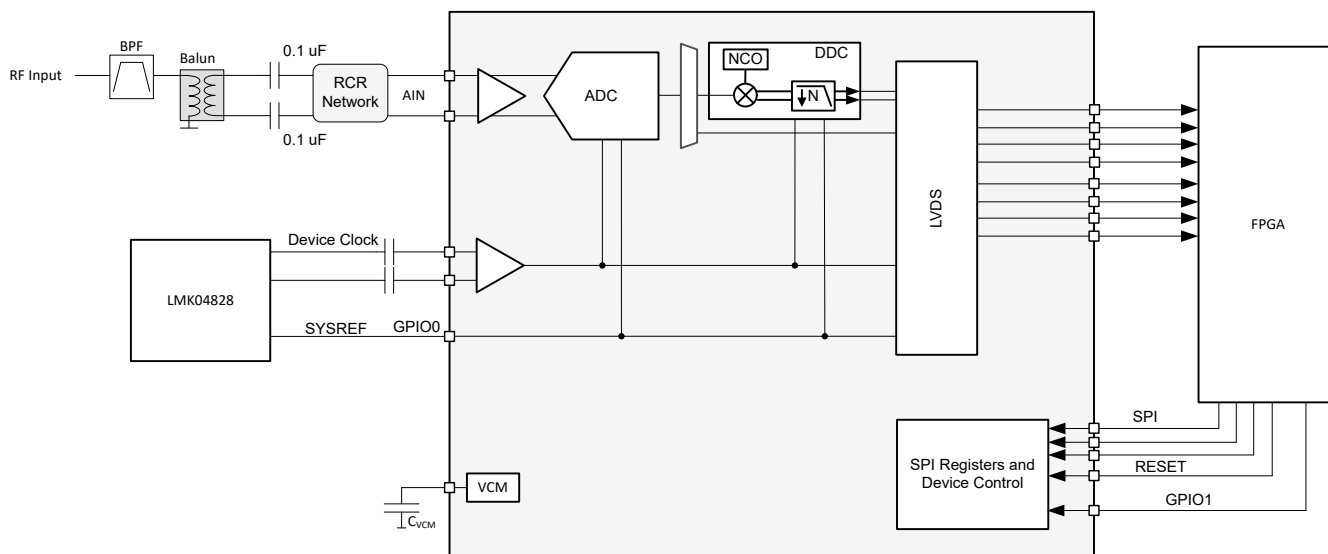 BPF
RF Input
Balun
0.1 uF
0.1 uF
RCR
Network
AIN
ADC
NCO
DDC
N
LVDS
FPGA
Device Clock
LMK04828
SYSREF
GPIO0
VCM
CVCM
SPI Registers and
Device Control
SPI
RESET
GPIO1